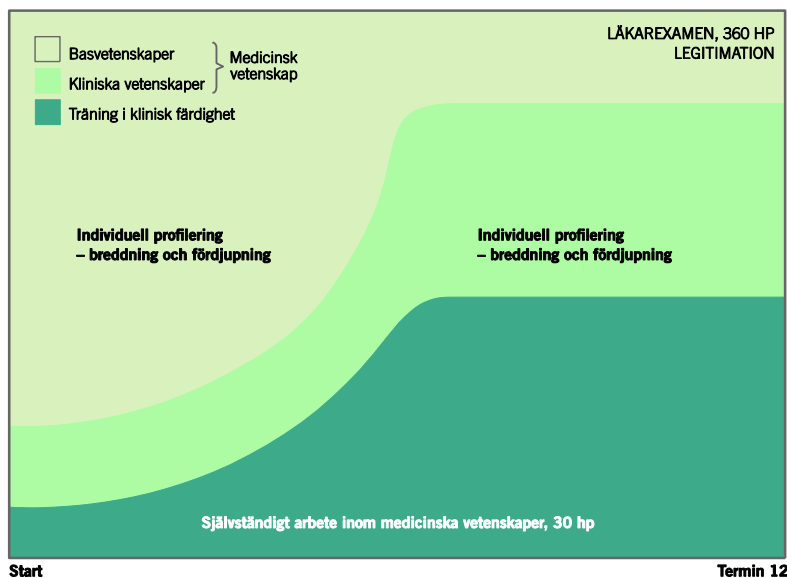 LÄKAREXAMEN, 360 HP
LEGITIMATION
Basvetenskaper
Kliniska vetenskaper
Medicinsk
vetenskap
Träning i klinisk färdighet
Individuell profilering
– breddning och fördjupning
Individuell profilering
– breddning och fördjupning
Självständigt arbete inom medicinska vetenskaper, 30 hp
Start
Termin 12